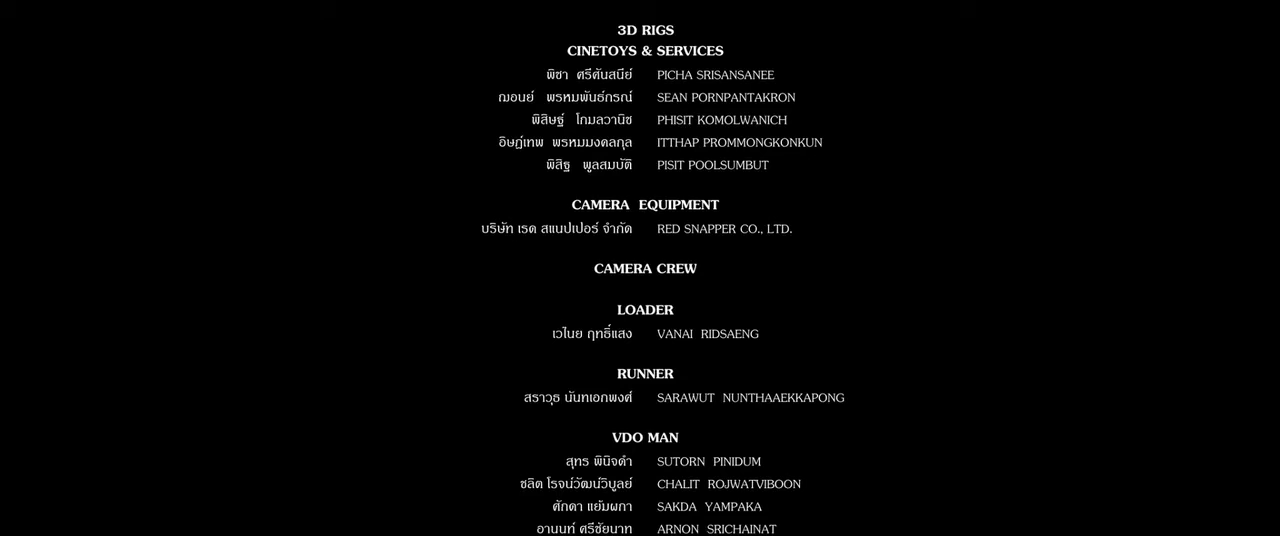 3D RIGS
CINETOYS & SERVICES
พิชา ศรีศันสนีย์ PICHA SRISANSANEE
ฌอนย์ พรหมพันธ์กรณ์ SEAN PORNPANTAKRON
พิสิษฐ์ โกมลวานิช PHISIT KOMOLWANICH
อิษฎ์เทพ พรหมมงคลกุล ITTHAP PROMMONGKONKUN
พิสิฐ พูลสมบัติ PISIT POOLSUMBUT
CAMERA EQUIPMENT
บริษัท เรด สแนปเปอร์ จำกัด RED SNAPPER CO., LTD.
CAMERA CREW
LOADER
เวไนย ฤทธิ์แสง VANAI RIDSAENG
RUNNER
สราวุธ นันทเอกพงศ์ SARAWUT NUNTHAAEKKAPONG
VDO MAN
สุทร พินิจดำ SUTORN PINIDUM
ชลิต โรจน์วัฒน์วิบูลย์ CHALIT ROJWATVIBOON
ศักดา แย้มผกา SAKDA YAMPAKA
อานนท์ ศรีชัยนาท ARNON SRICHAINAT